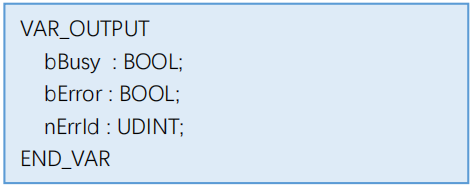 VAR_OUTPUT
bBusy : BOOL;
bError : BOOL;
nErrId : UDINT;
END_VAR